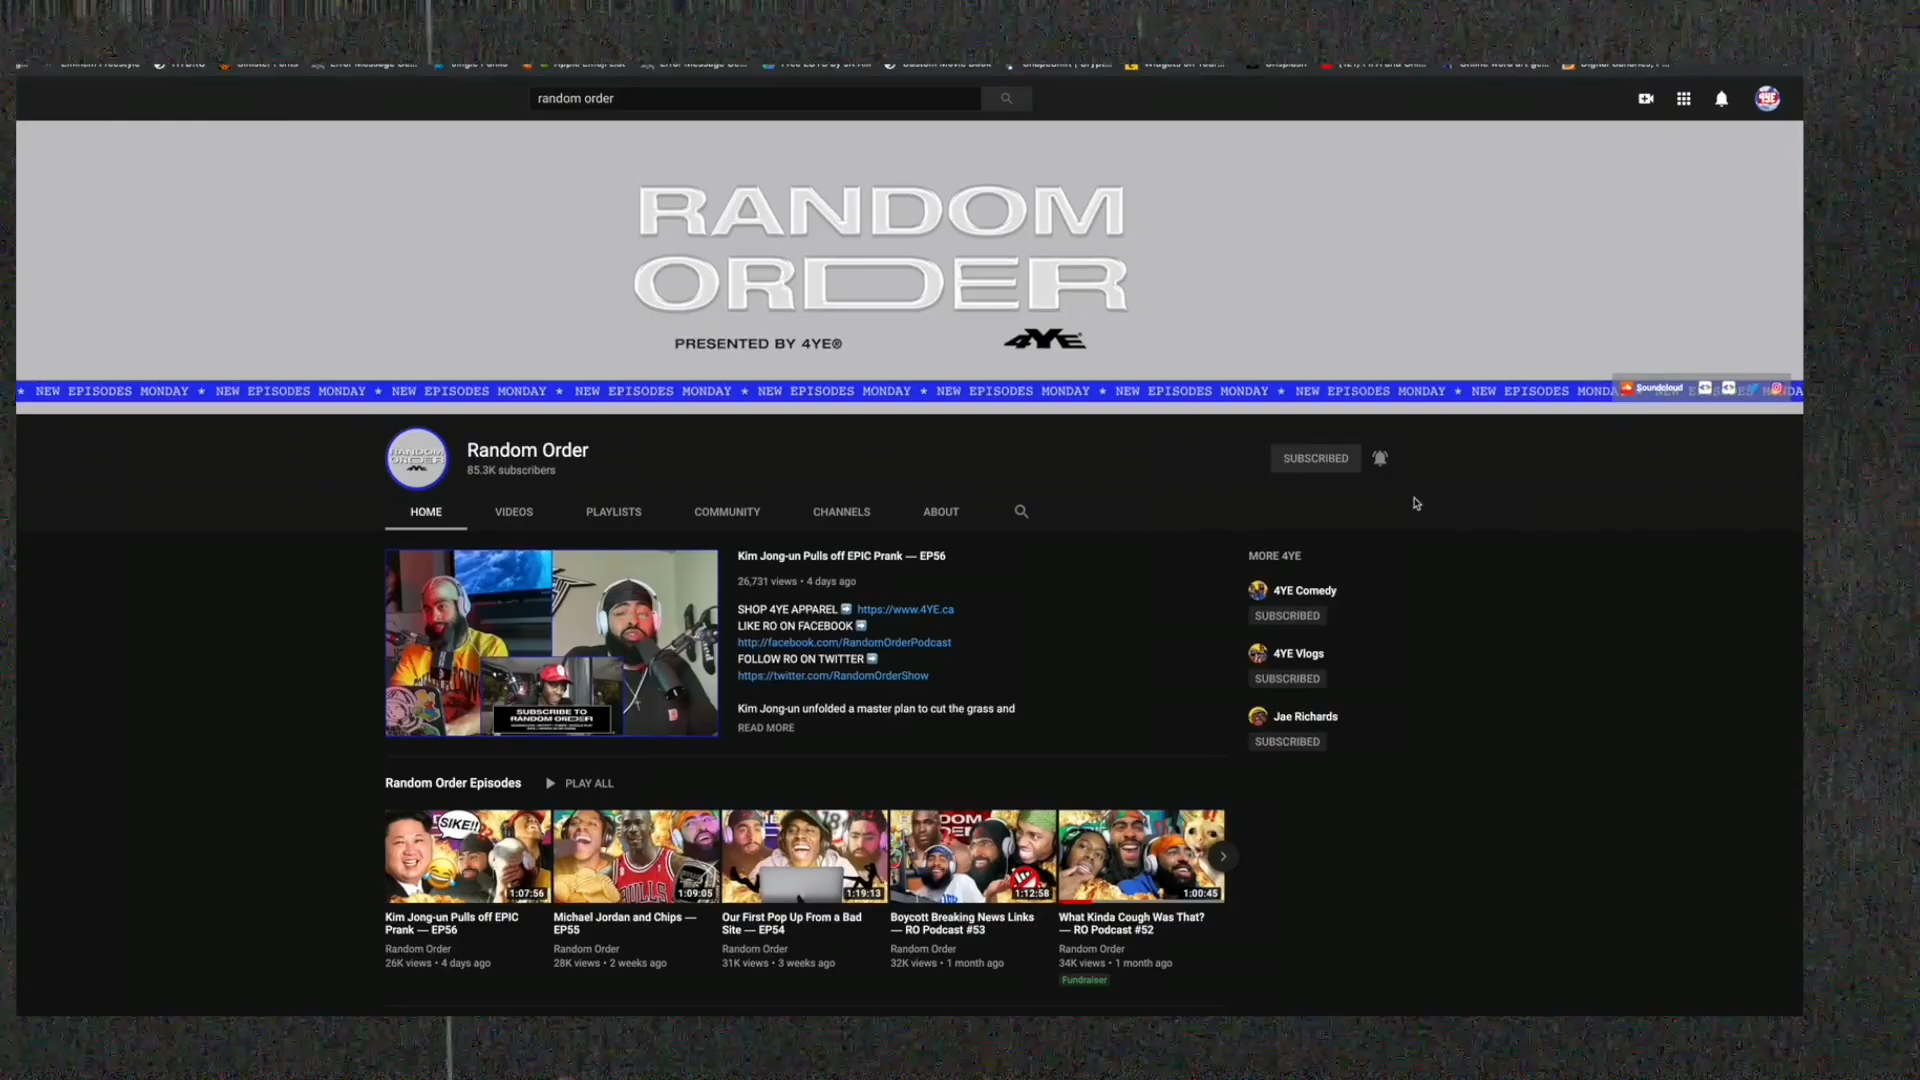 random order
RANDOM
ORDER
PRESENTED BY 4YE®
4YE
* NEW EPISODES MONDAY * NEW EPISODES MONDAY * NEW EPISODES MONDAY * NEW EPISODES MONDAY * NEW EPISODES MONDAY * NEW EPISODES MONDAY * NEW EPISODES MONDAY * NEW EPISODES MONDAY * NEW EPISODES
Soundcloud
RANDOM
ORDER
Random Order
85.3K subscribers
SUBSCRIBED
HOME VIDEOS PLAYLISTS COMMUNITY CHANNELS ABOUT
SUBSCRIBE TO
RANDOM ORDER
Kim Jong-un Pulls off EPIC Prank — EP56
26,731 views • 4 days ago
SHOP 4YE APPAREL ➡ https://www.4YE.ca
LIKE RO ON FACEBOOK ➡
http://facebook.com/RandomOrderPodcast
FOLLOW RO ON TWITTER ➡
https://twitter.com/RandomOrderShow
Kim Jong-un unfolded a master plan to cut the grass and
READ MORE
MORE 4YE
4YE Comedy
SUBSCRIBED
4YE Vlogs
SUBSCRIBED
Jae Richards
SUBSCRIBED
Random Order Episodes PLAY ALL
SIKE!!
1:07:56
Kim Jong-un Pulls off EPIC
Prank — EP56
Random Order
26K views • 4 days ago
BULLS
1:09:05
Michael Jordan and Chips —
EP55
Random Order
28K views • 2 weeks ago
1:19:13
Our First Pop Up From a Bad
Site — EP54
Random Order
31K views • 3 weeks ago
1:12:58
Boycott Breaking News Links
— RO Podcast #53
Random Order
32K views • 1 month ago
1:00:45
What Kinda Cough Was That?
— RO Podcast #52
Random Order
34K views • 1 month ago
Fundraiser